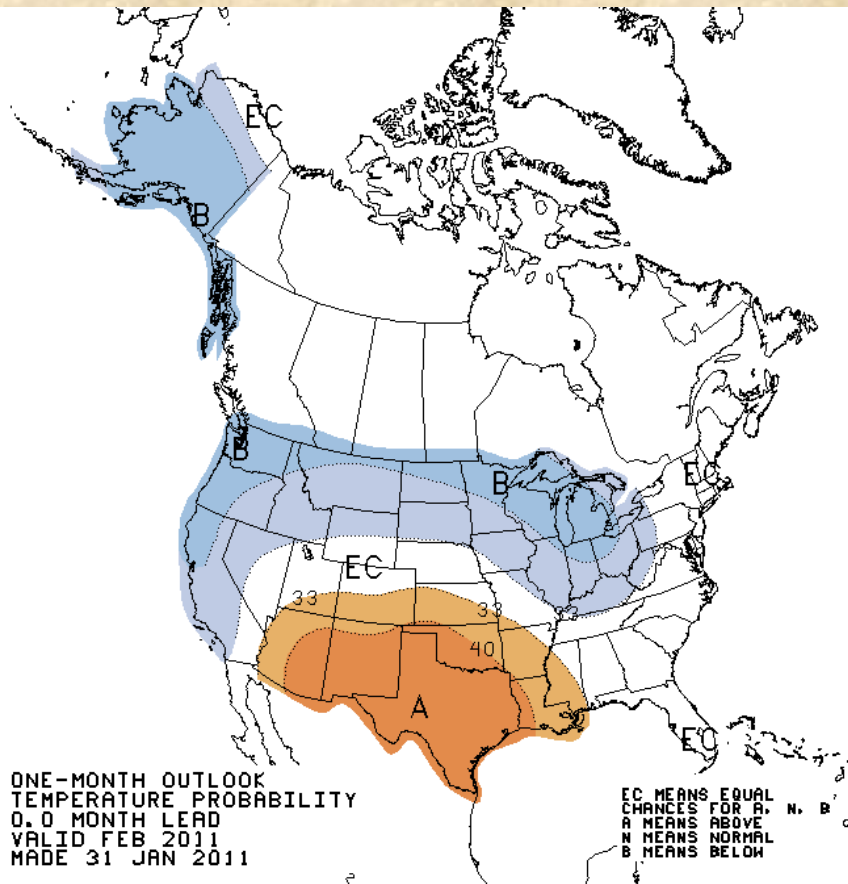 EC
B
B
B
EC
EC
33
33
40
A
EC
ONE-MONTH OUTLOOK
TEMPERATURE PROBABILITY
0.0 MONTH LEAD
VALID FEB 2011
MADE 31 JAN 2011
EC MEANS EQUAL
CHANCES FOR A, N, B
A MEANS ABOVE
N MEANS NORMAL
B MEANS BELOW